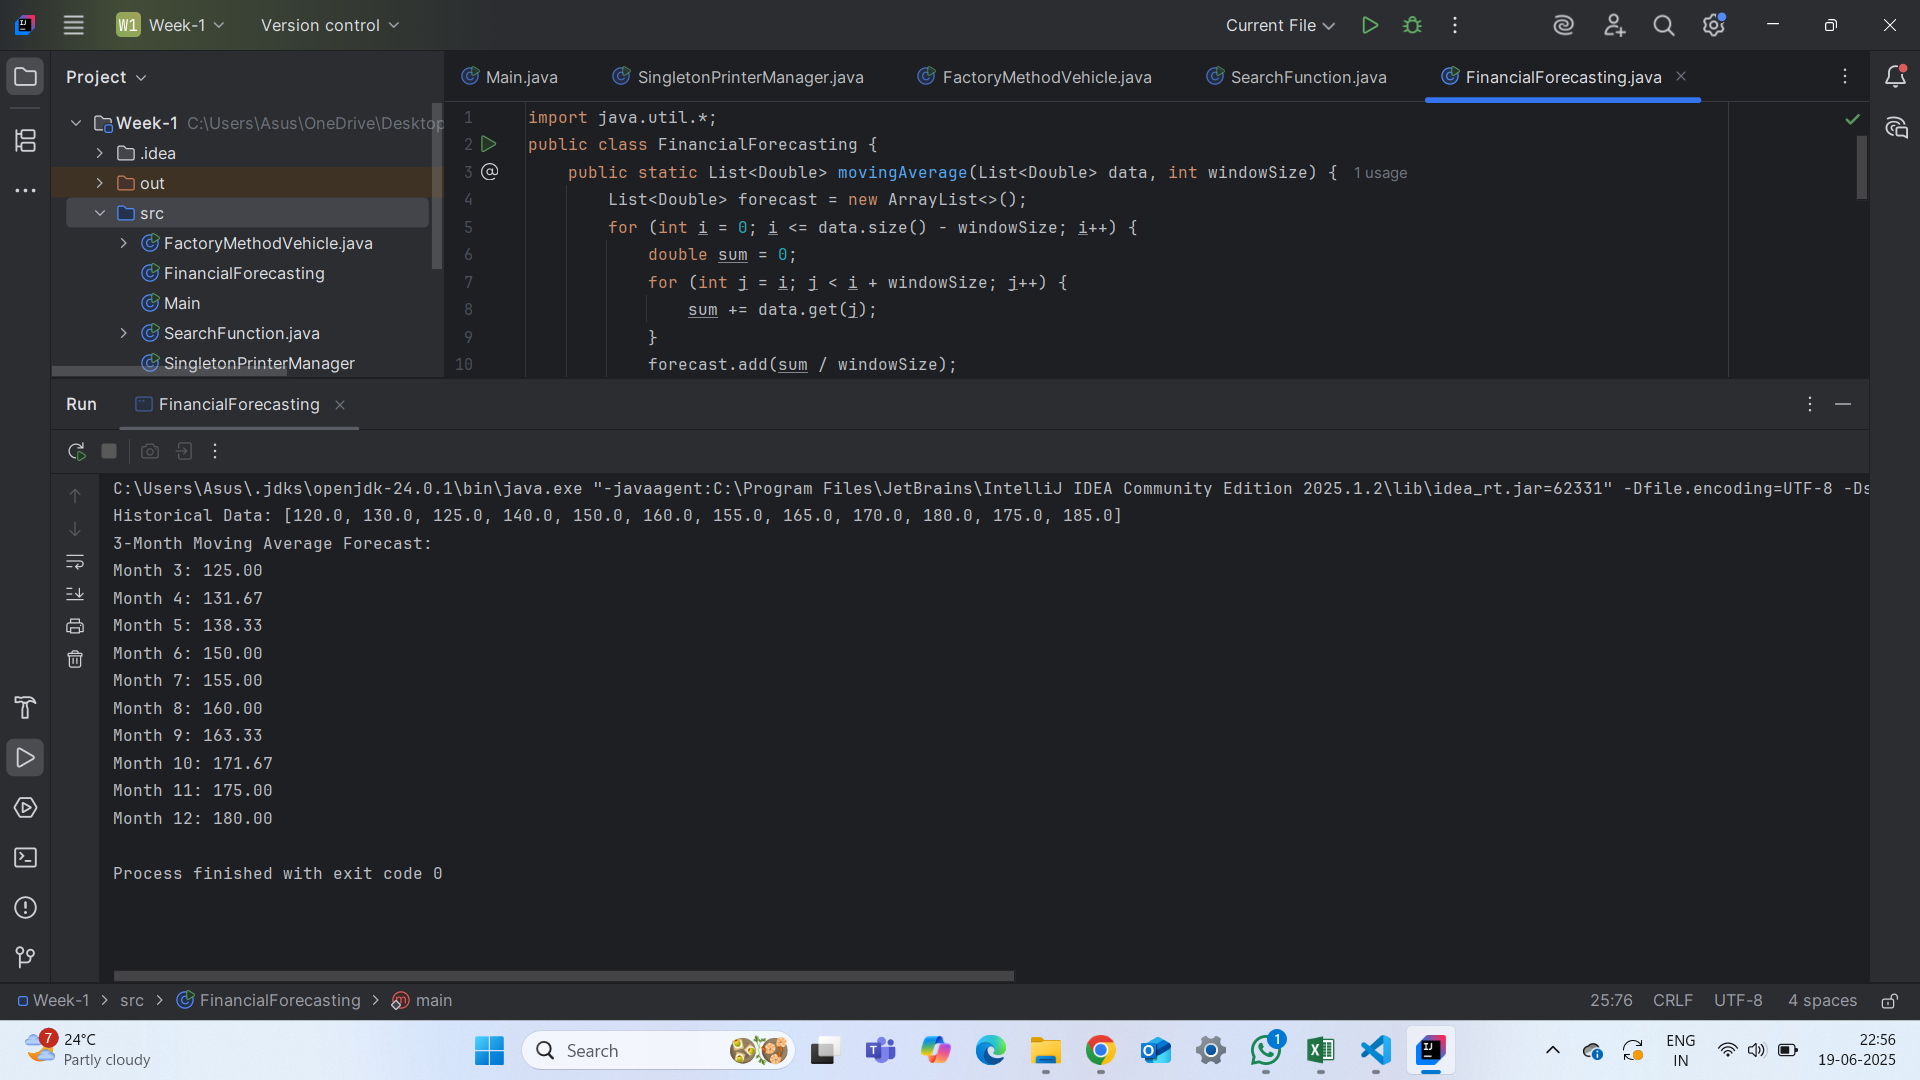 W1 Week-1 Version control Current File
Project
Main.java SingletonPrinterManager.java FactoryMethodVehicle.java SearchFunction.java FinancialForecasting.java
Week-1 C:\Users\Asus\OneDrive\Desktop
.idea
out
src
FactoryMethodVehicle.java
FinancialForecasting
Main
SearchFunction.java
SingletonPrinterManager
1 import java.util.*;
2 public class FinancialForecasting {
3 public static List<Double> movingAverage(List<Double> data, int windowSize) { 1 usage
4 List<Double> forecast = new ArrayList<>();
5 for (int i = 0; i <= data.size() - windowSize; i++) {
6 double sum = 0;
7 for (int j = i; j < i + windowSize; j++) {
8 sum += data.get(j);
9 }
10 forecast.add(sum / windowSize);
Run FinancialForecasting
C:\Users\Asus\.jdks\openjdk-24.0.1\bin\java.exe "-javaagent:C:\Program Files\JetBrains\IntelliJ IDEA Community Edition 2025.1.2\lib\idea_rt.jar=62331" -Dfile.encoding=UTF-8 -Ds
Historical Data: [120.0, 130.0, 125.0, 140.0, 150.0, 160.0, 155.0, 165.0, 170.0, 180.0, 175.0, 185.0]
3-Month Moving Average Forecast:
Month 3: 125.00
Month 4: 131.67
Month 5: 138.33
Month 6: 150.00
Month 7: 155.00
Month 8: 160.00
Month 9: 163.33
Month 10: 171.67
Month 11: 175.00
Month 12: 180.00
Process finished with exit code 0
Week-1 > src > FinancialForecasting > main 25:76 CRLF UTF-8 4 spaces
7 24°C
Partly cloudy
Search
1
ENG
IN
22:56
19-06-2025